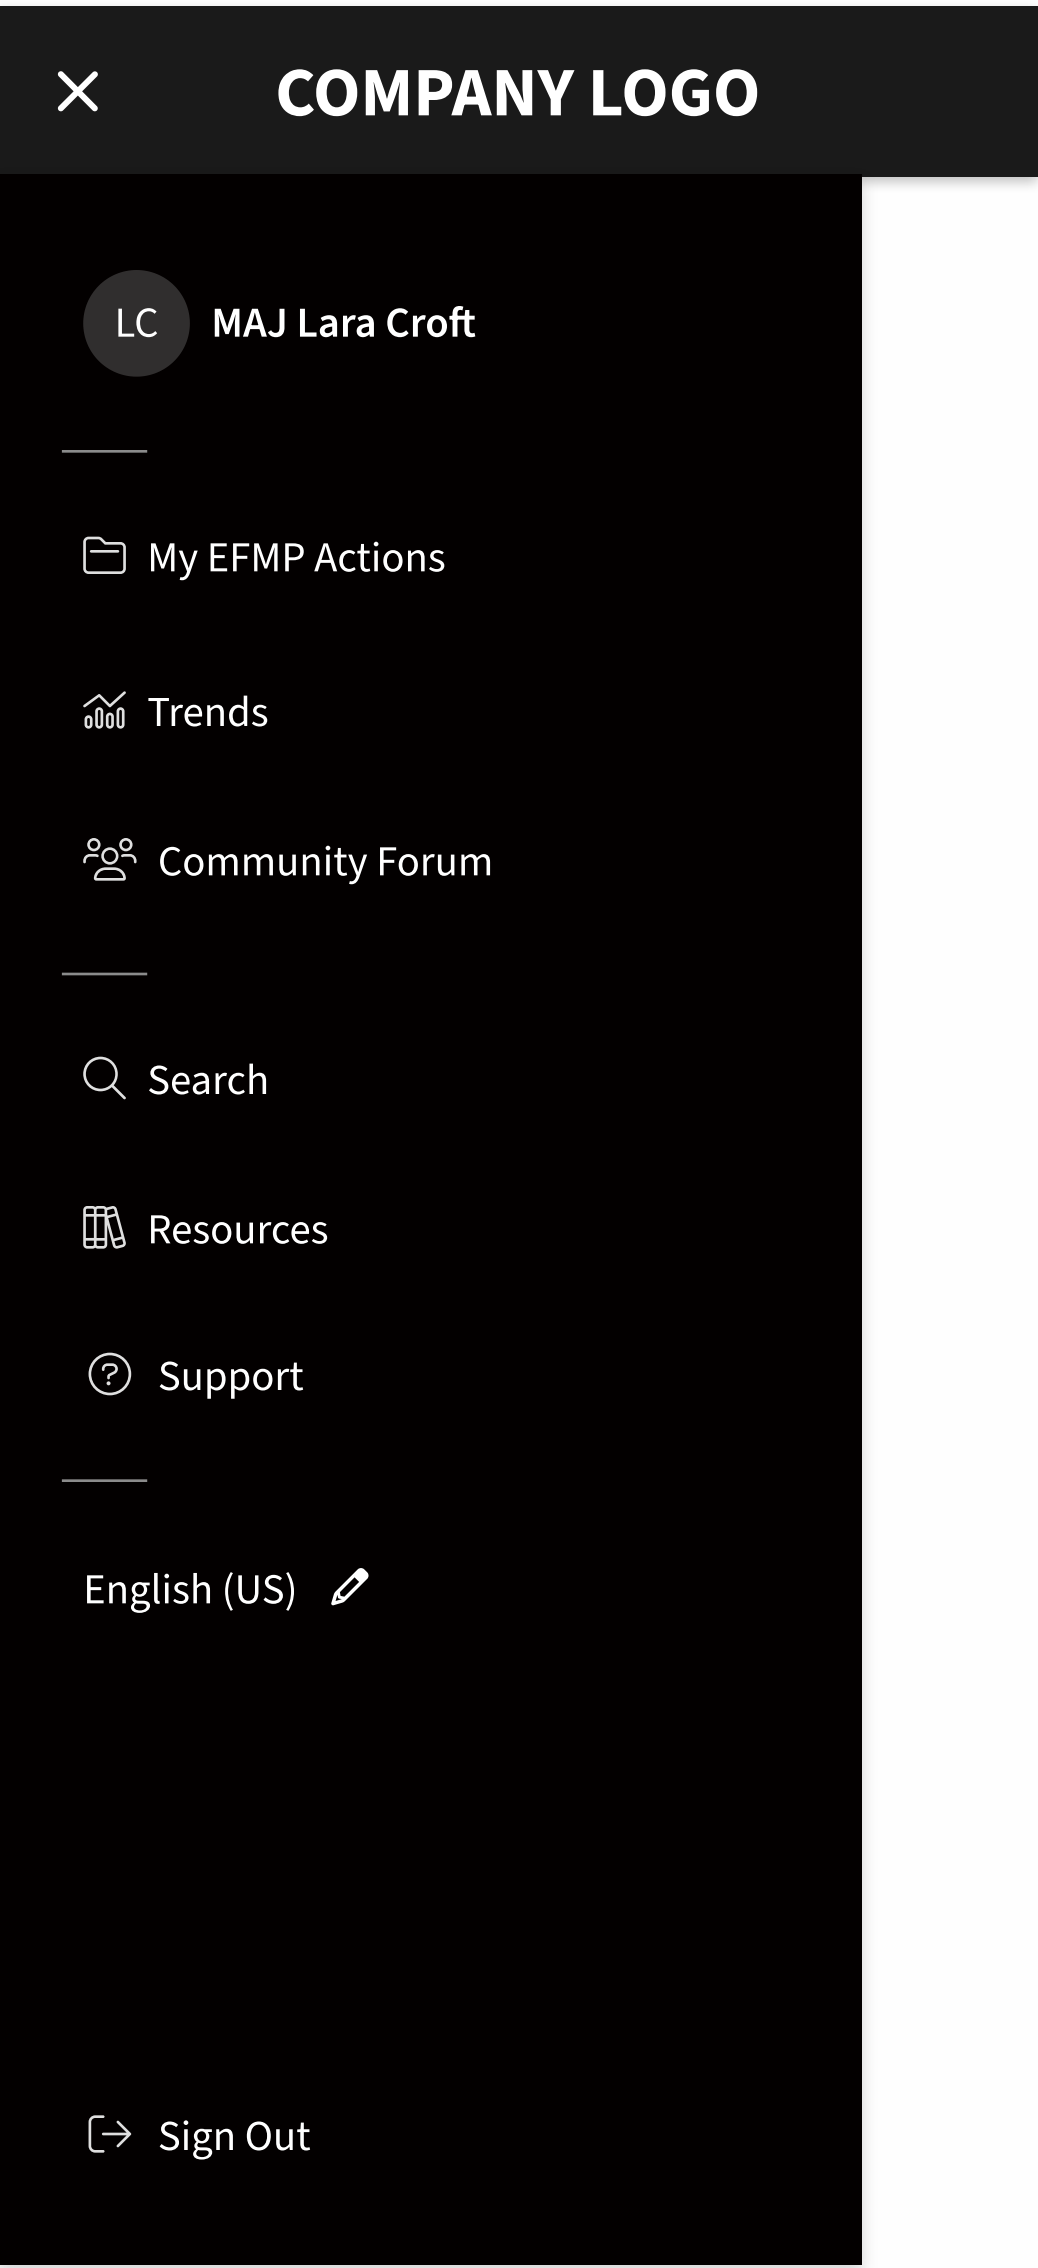 COMPANY LOGO
LC
MAJ Lara Croft
My EFMP Actions
Trends
Community Forum
Search
Resources
Support
English (US)
Sign Out